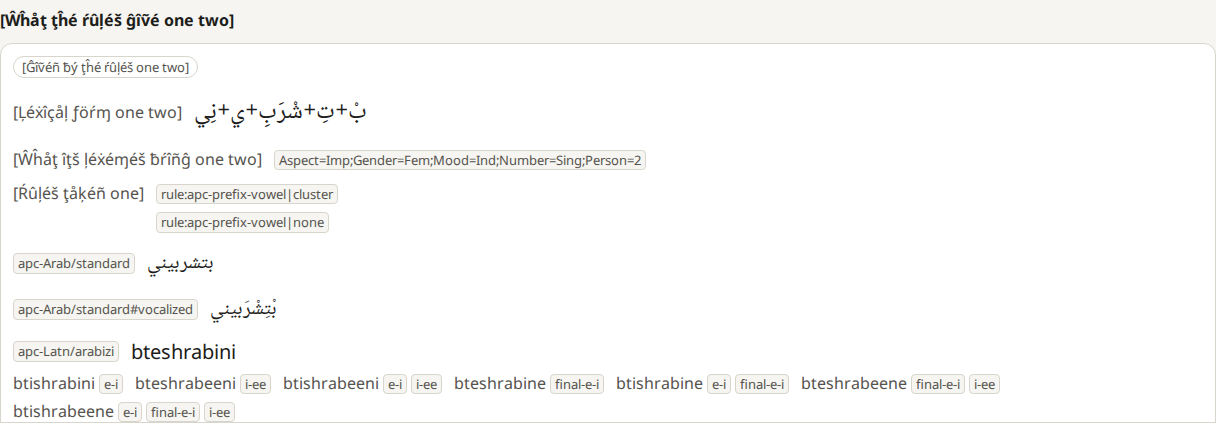 [Ŵĥåţ ţĥé ŕûļéš ĝîṽé one two]
[Ĝîṽéñ ƀý ţĥé ŕûļéš one two]
[Ļéẋîçåļ ƒöŕɱ one two] بْ+تِ+شْرَبِ+ي+نِي
[Ŵĥåţ îţš ļéẋéɱéš ƀŕîñĝ one two] Aspect=Imp;Gender=Fem;Mood=Ind;Number=Sing;Person=2
[Ŕûļéš ţåķéñ one] rule:apc-prefix-vowel|cluster
rule:apc-prefix-vowel|none
apc-Arab/standard بتشربيني
apc-Arab/standard#vocalized بْتِشْرَبيني
apc-Latn/arabizi bteshrabini
btishrabini e-i bteshrabeeni i-ee btishrabeeni e-i i-ee bteshrabine final-e-i btishrabine e-i final-e-i bteshrabeene final-e-i i-ee
btishrabeene e-i final-e-i i-ee